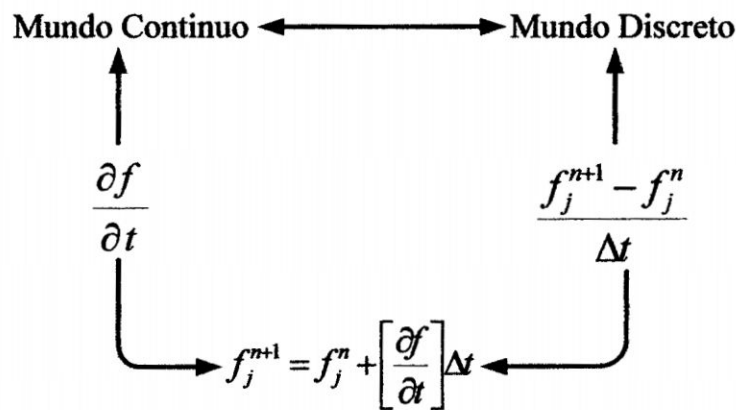 Mundo Continuo Mundo Discreto
∂f/∂t
(f_j^{n+1} − f_j^n)/Δt
f_j^{n+1} = f_j^n + [∂f/∂t]Δt